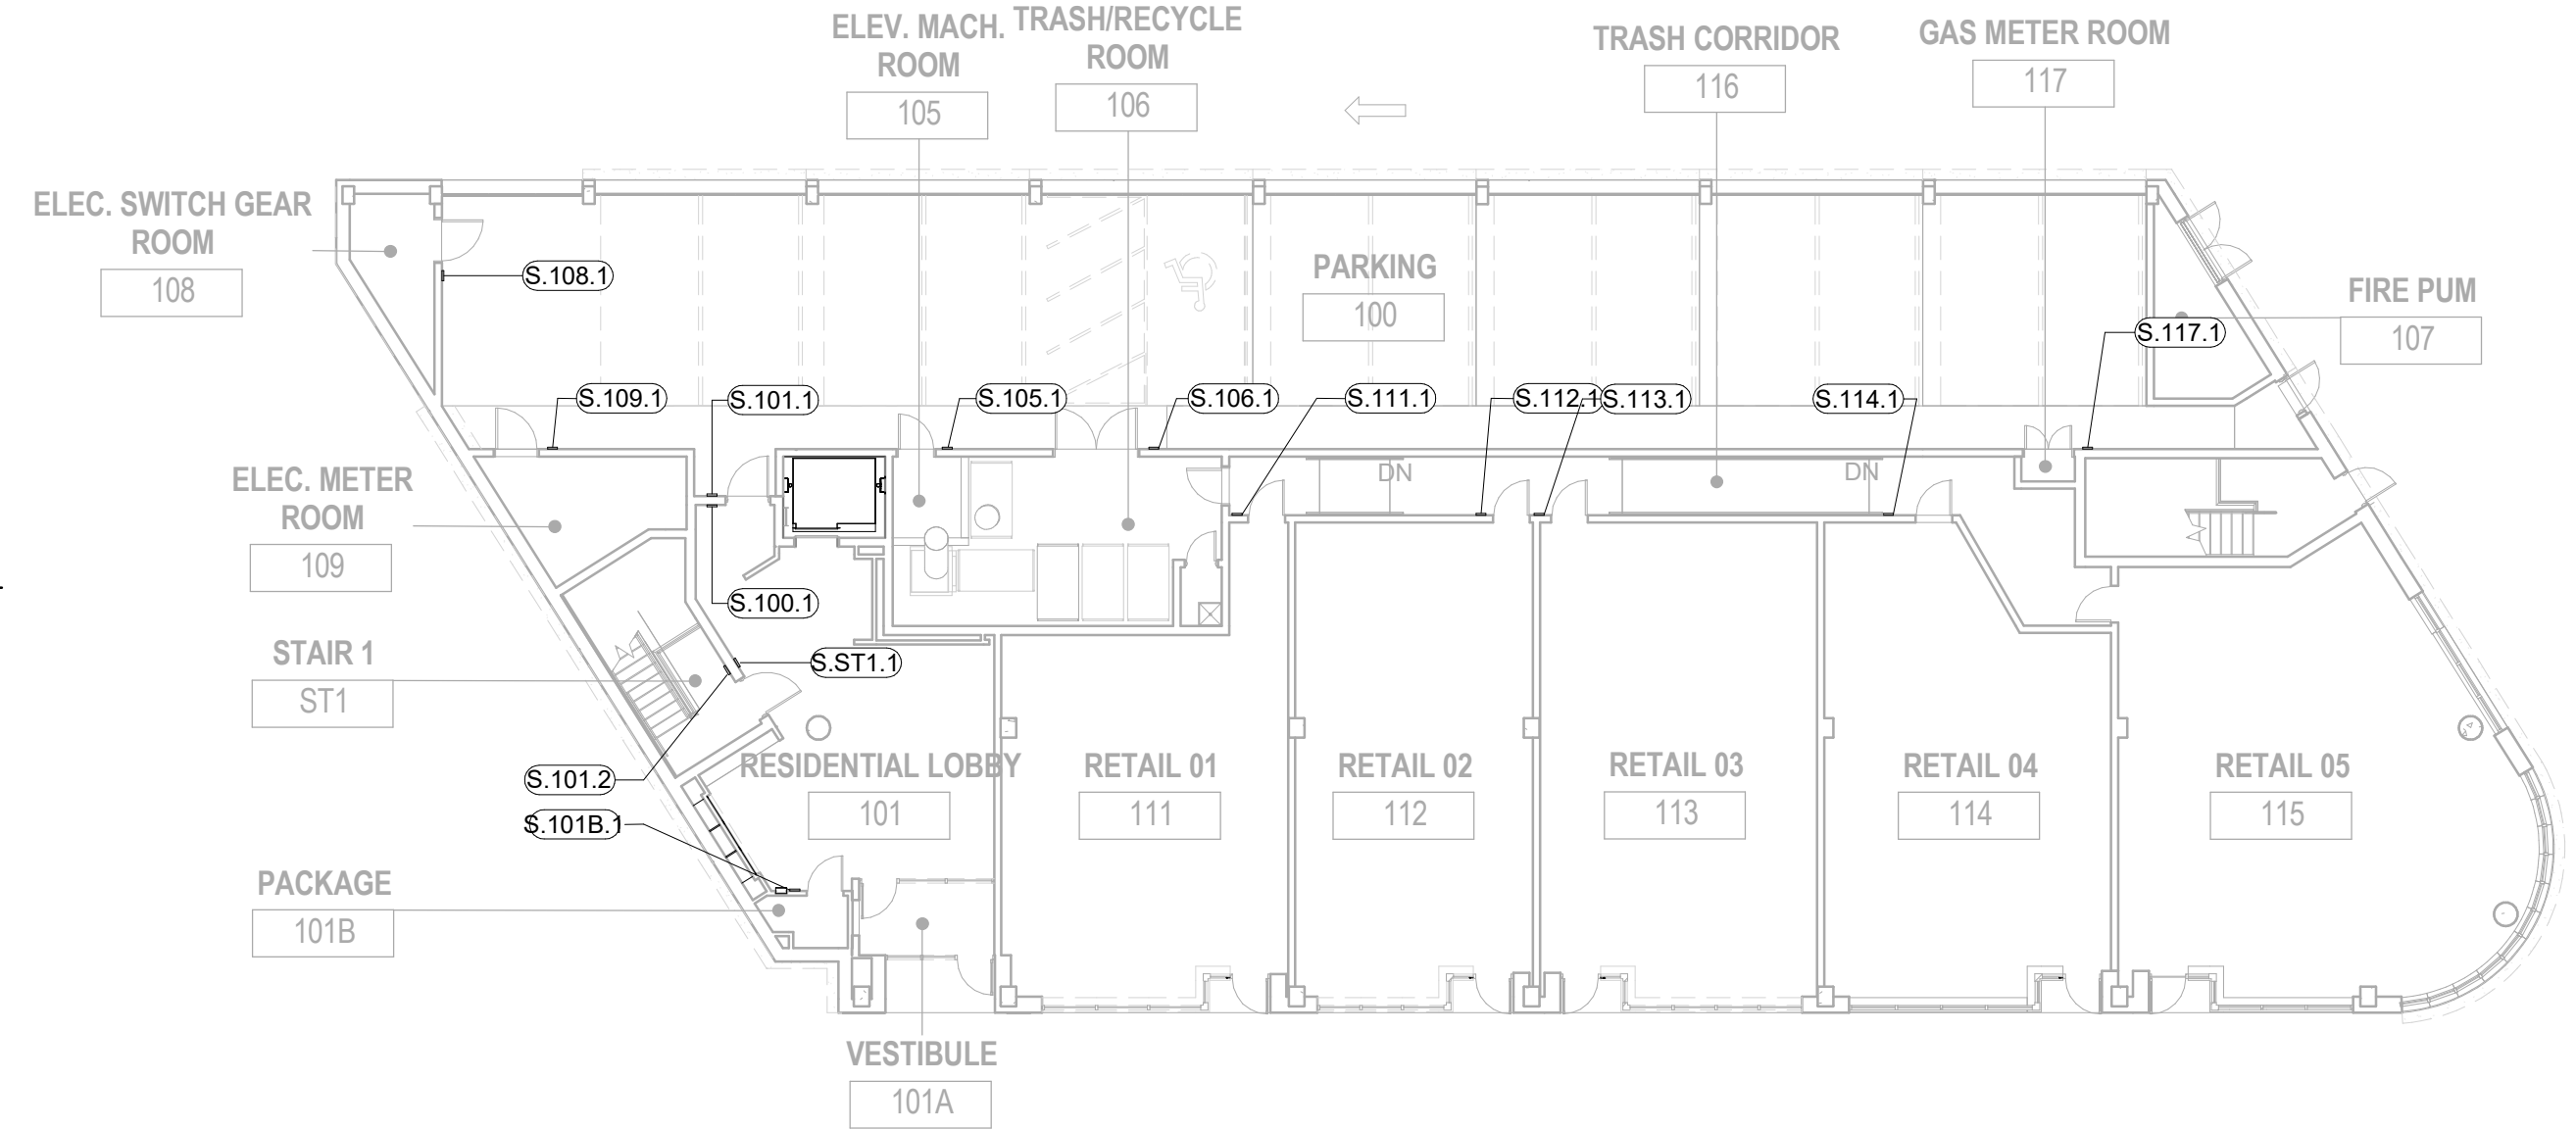 ELEV. MACH.
ROOM
105
TRASH/RECYCLE
ROOM
106
TRASH CORRIDOR
116
GAS METER ROOM
117
ELEC. SWITCH GEAR
ROOM
108
S.108.1
PARKING
100
FIRE PUM
107
S.117.1
S.109.1
S.101.1
S.105.1
S.106.1
S.111.1
S.112.1
S.113.1
S.114.1
ELEC. METER
ROOM
109
DN
DN
S.100.1
STAIR 1
ST1
S.ST1.1
S.101.2
S.101B.1
RESIDENTIAL LOBBY
101
RETAIL 01
111
RETAIL 02
112
RETAIL 03
113
RETAIL 04
114
RETAIL 05
115
PACKAGE
101B
VESTIBULE
101A